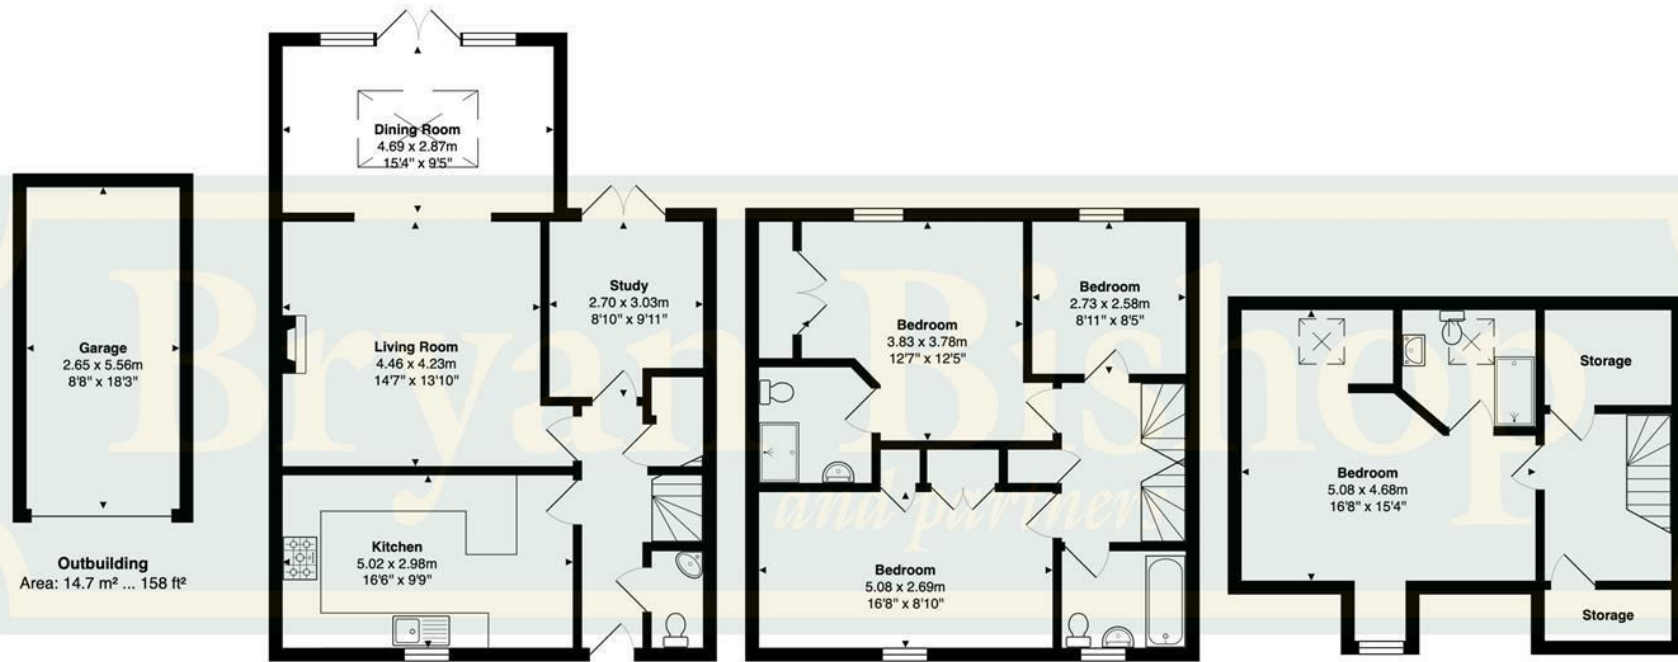 Dining Room
4.69 x 2.87m
15'4" x 9'5"
Garage
2.65 x 5.56m
8'8" x 18'3"
Outbuilding
Area: 14.7 m² ... 158 ft²
Living Room
4.46 x 4.23m
14'7" x 13'10"
Study
2.70 x 3.03m
8'10" x 9'11"
Kitchen
5.02 x 2.98m
16'6" x 9'9"
Bedroom
3.83 x 3.78m
12'7" x 12'5"
Bedroom
2.73 x 2.58m
8'11" x 8'5"
Bedroom
5.08 x 2.69m
16'8" x 8'10"
Bedroom
5.08 x 4.68m
16'8" x 15'4"
Storage
Storage
Bryan Bishop
and partners